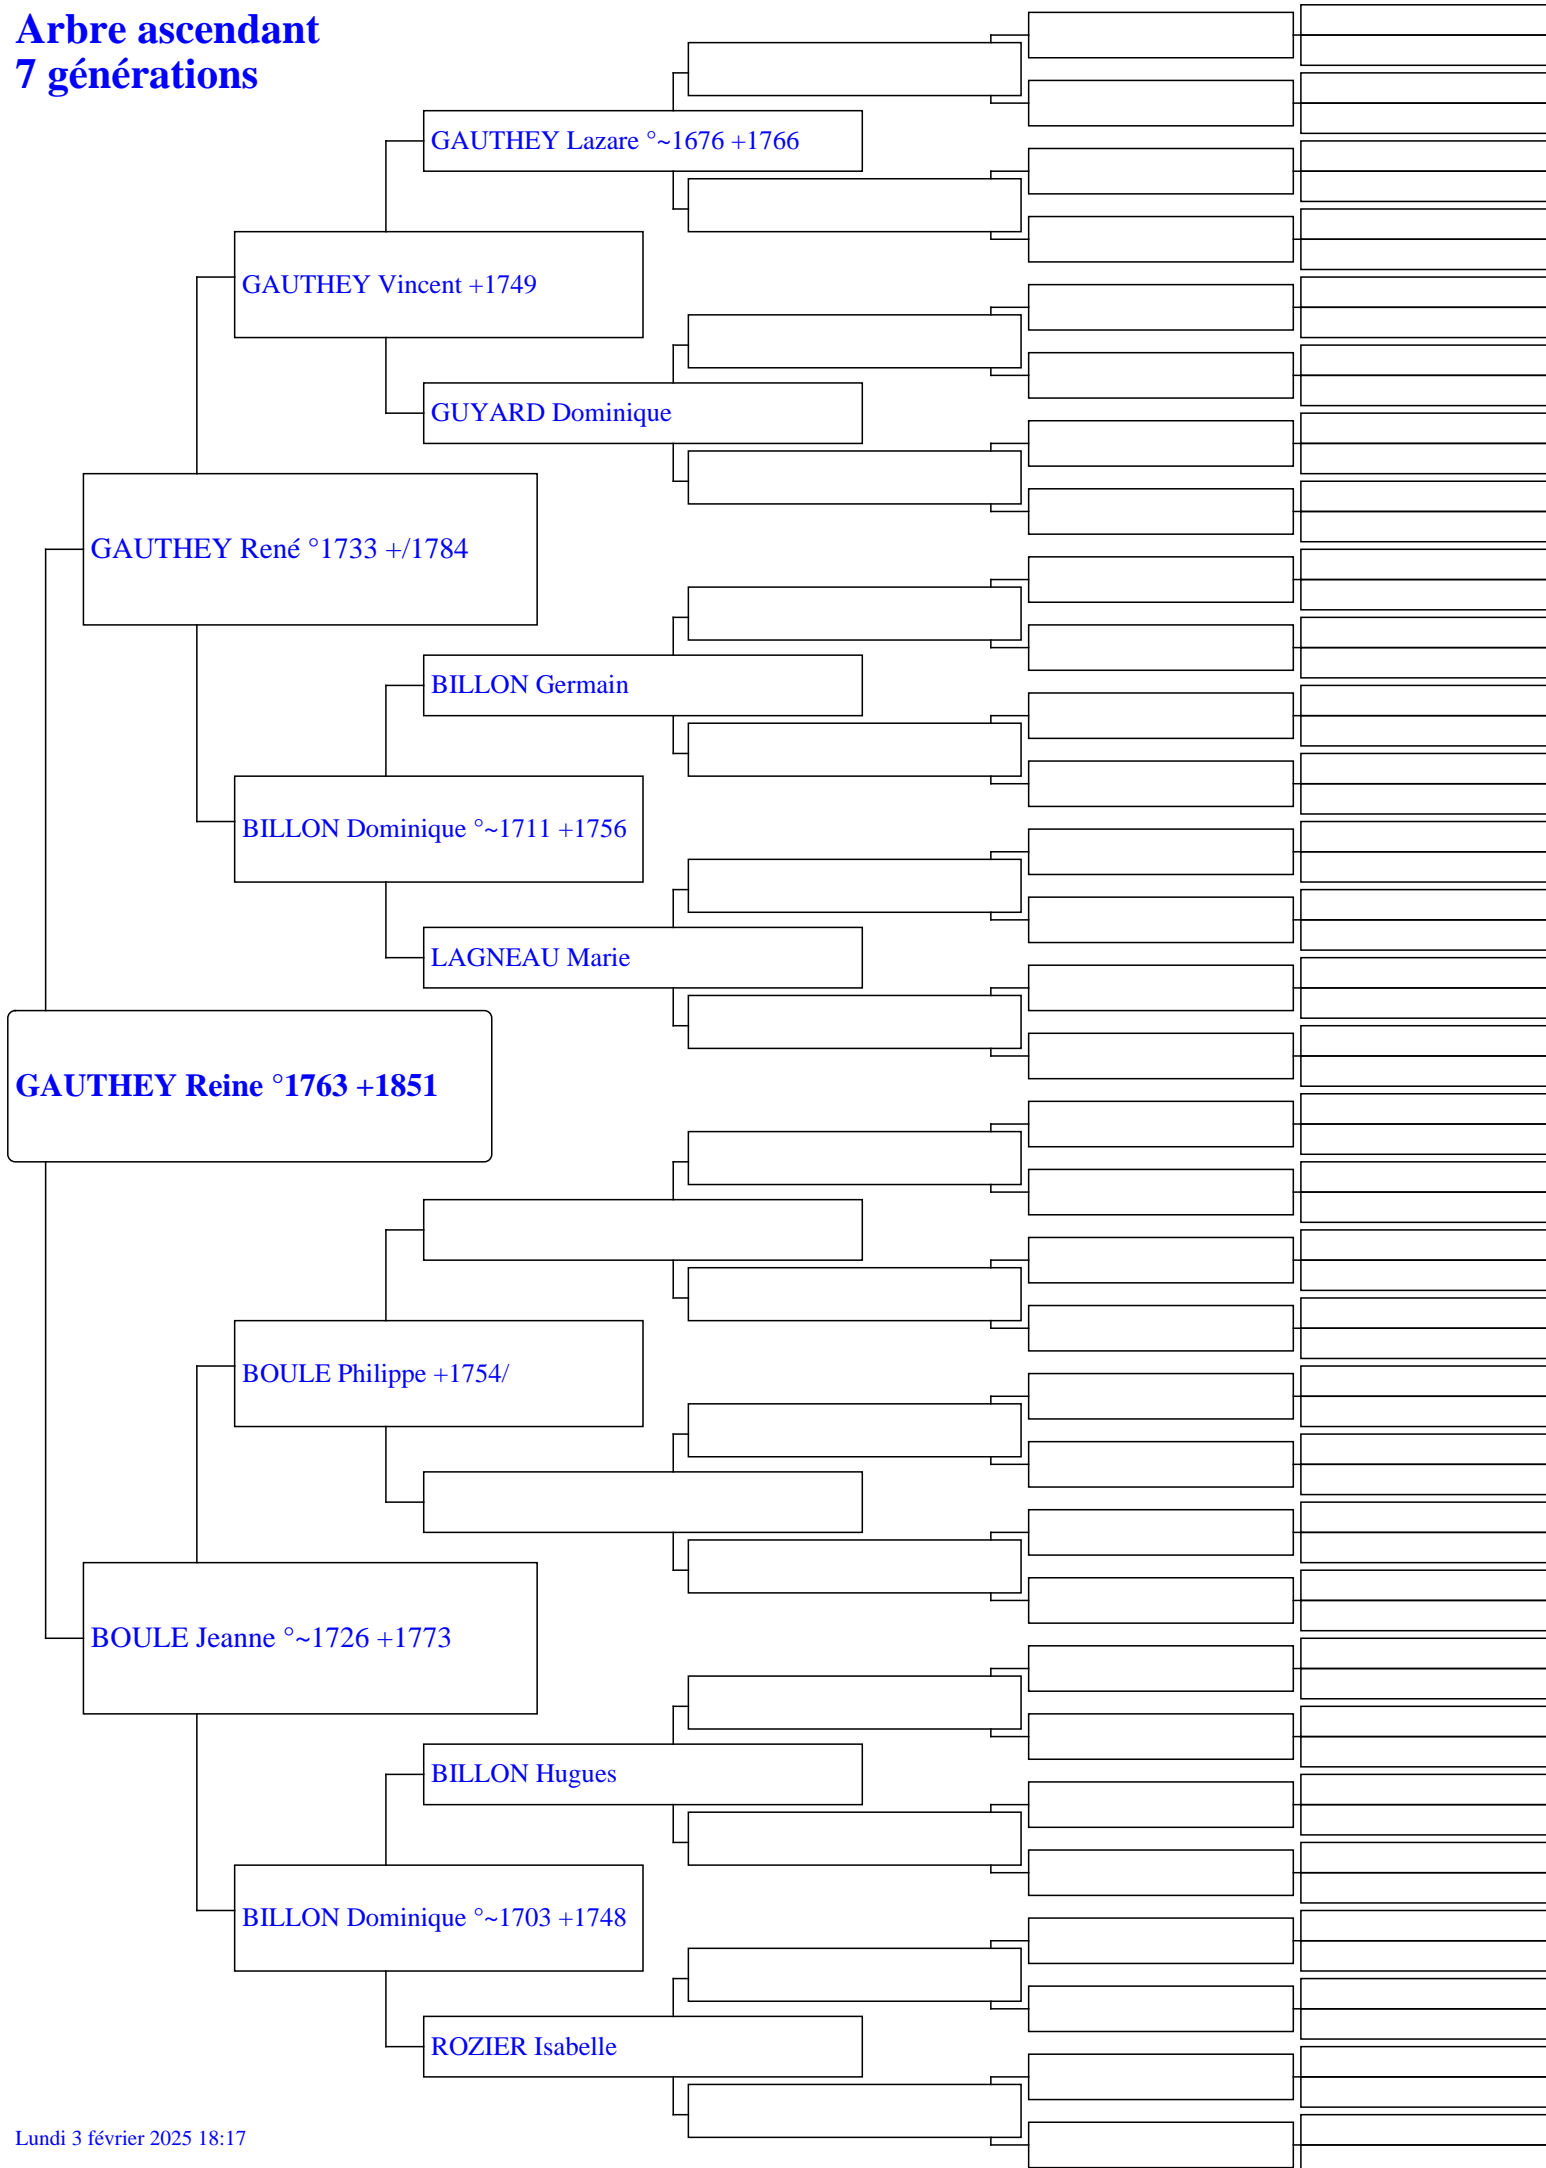 Arbre ascendant
7 générations
GAUTHEY Lazare °~1676 +1766
GAUTHEY Vincent +1749
GUYARD Dominique
GAUTHEY René °1733 +/1784
BILLON Germain
BILLON Dominique °~1711 +1756
LAGNEAU Marie
GAUTHEY Reine °1763 +1851
BOULE Philippe +1754/
BOULE Jeanne °~1726 +1773
BILLON Hugues
BILLON Dominique °~1703 +1748
ROZIER Isabelle
Lundi 3 février 2025 18:17